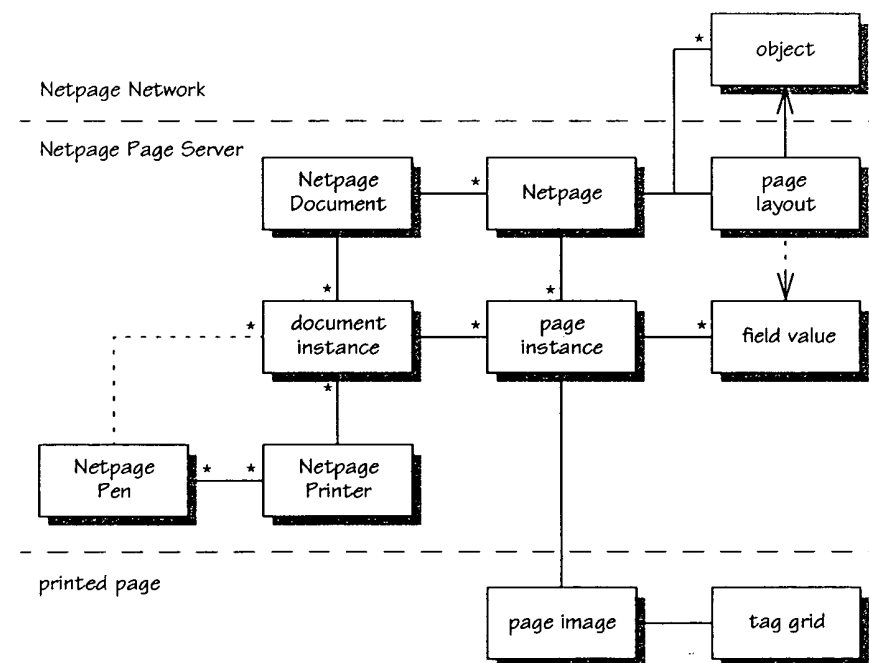 *
object
Netpage Network
Netpage Page Server
Netpage
Document
*
Netpage
page
layout
*
*
*
document
instance
*
page
instance
*
field value
*
Netpage
Pen
*
*
Netpage
Printer
printed page
page image
tag grid